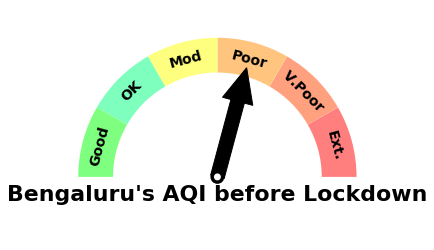 Good
OK
Mod
Poor
V.Poor
Ext.
Bengaluru's AQI before Lockdown